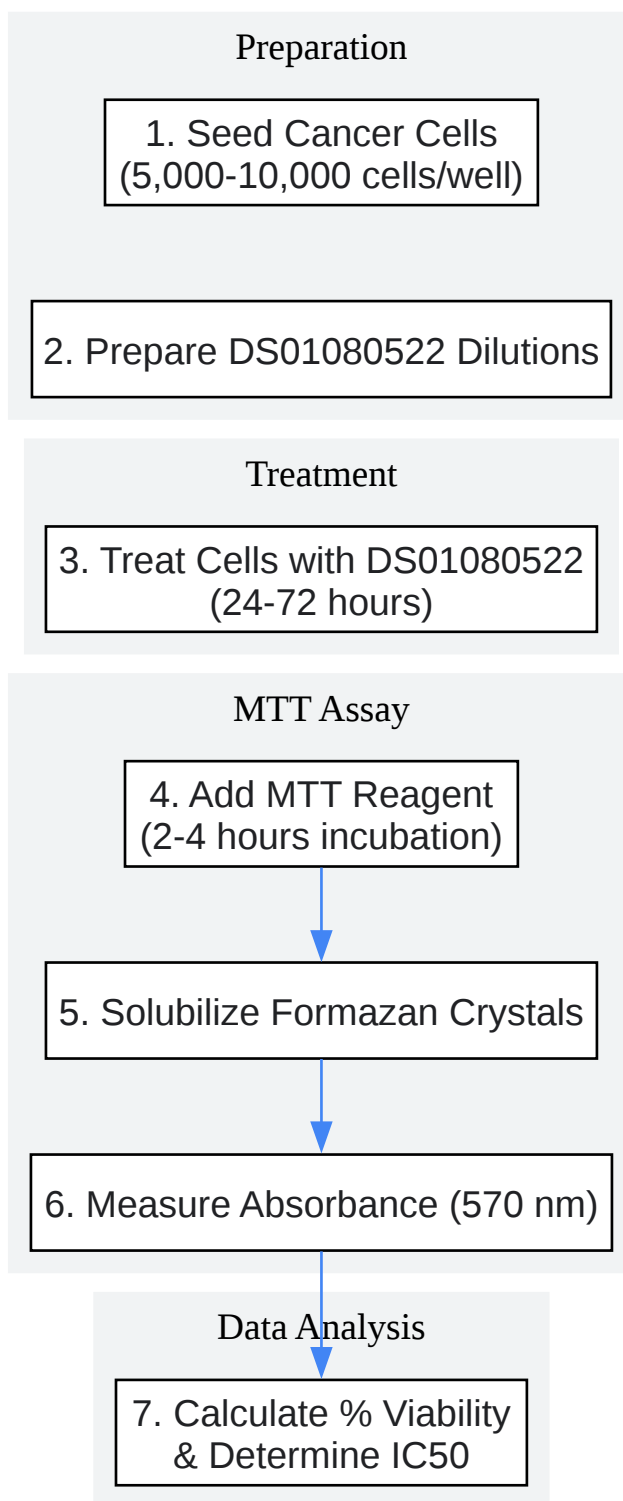 Preparation
1. Seed Cancer Cells
(5,000-10,000 cells/well)
2. Prepare DS01080522 Dilutions
Treatment
3. Treat Cells with DS01080522
(24-72 hours)
MTT Assay
4. Add MTT Reagent
(2-4 hours incubation)
5. Solubilize Formazan Crystals
6. Measure Absorbance (570 nm)
Data Analysis
7. Calculate % Viability
& Determine IC50